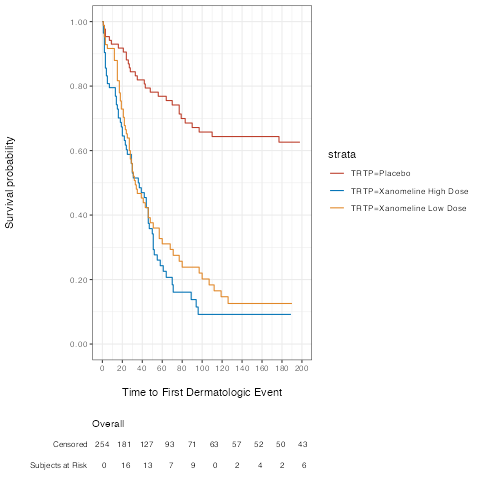 Survival probability
1.00
0.80
0.60
0.40
0.20
0.00
0 20 40 60 80 100 120 140 160 180 200
Time to First Dermatologic Event
strata
TRTP=Placebo
TRTP=Xanomeline High Dose
TRTP=Xanomeline Low Dose
Overall
Censored 254 181 127 93 71 63 57 52 50 43
Subjects at Risk 0 16 13 7 9 0 2 4 2 6